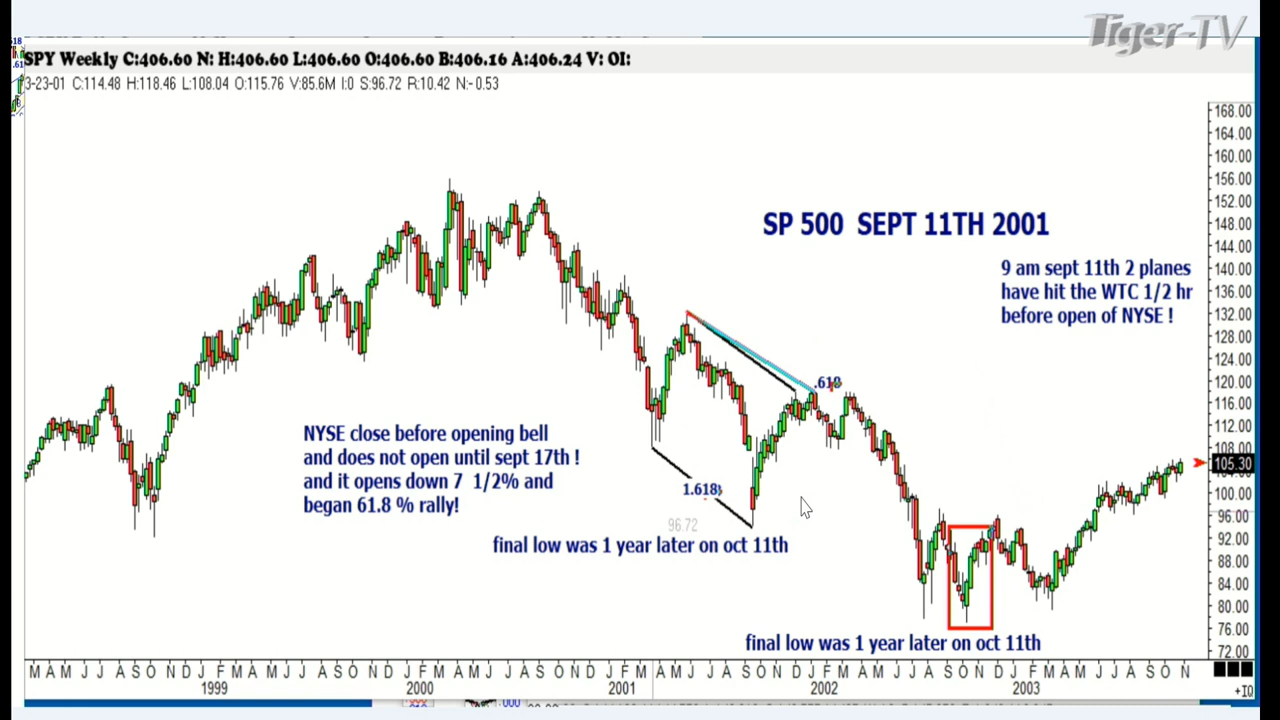 Tiger-TV
SPY Weekly C:406.60 N: H:406.60 L:406.60 O:406.60 B:406.16 A:406.24 V: OI:
3-23-01 C:114.48 H:118.46 L:108.04 O:115.76 V:85.6M I:0 S:96.72 R:10.42 N:-0.53
SP 500 SEPT 11TH 2001
9 am sept 11th 2 planes
have hit the WTC 1/2 hr
before open of NYSE !
.618
NYSE close before opening bell
and does not open until sept 17th !
and it opens down 7 1/2% and
began 61.8 % rally!
1.618
96.72
final low was 1 year later on oct 11th
final low was 1 year later on oct 11th
168.00
164.00
160.00
156.00
152.00
148.00
144.00
140.00
136.00
132.00
128.00
124.00
120.00
116.00
112.00
108.00
105.30
100.00
96.00
92.00
88.00
84.00
80.00
76.00
72.00
M A M J J A S O N D J F M A M J J A S O N D J F M A M J J A S O N D J F M A M J J A S O N D J F M A M J J A S O N D J F M A M J J A S O N
1999 2000 2001 2002 2003
+IQ